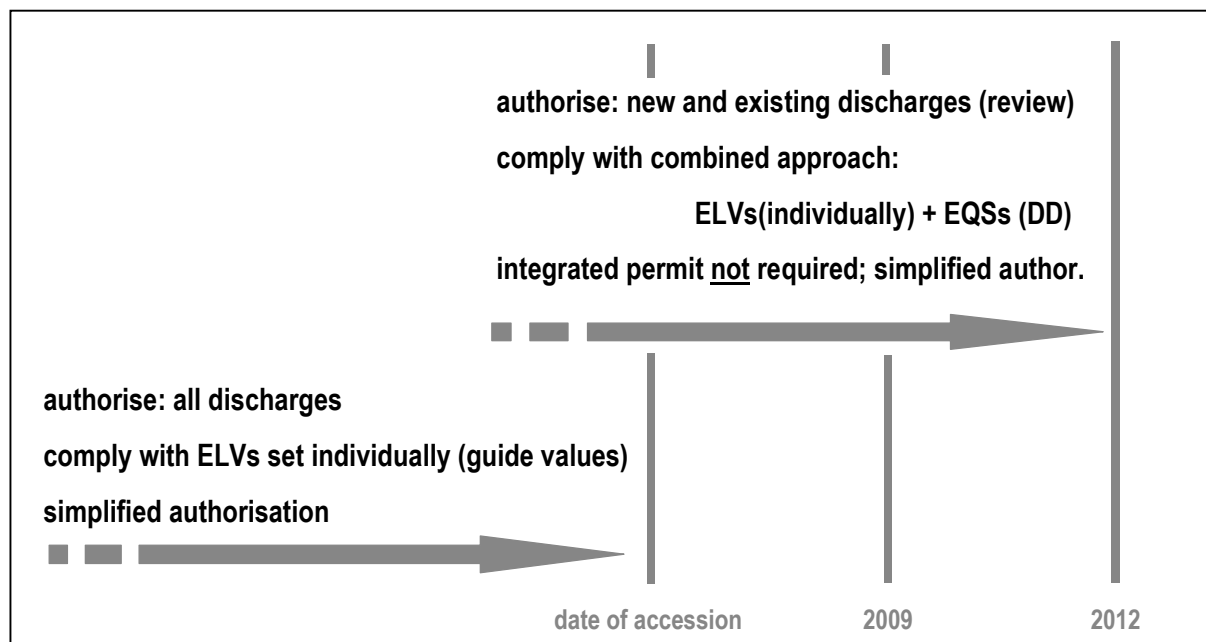 authorise: new and existing discharges (review)
comply with combined approach:
ELVs(individually) + EQSs (DD)
integrated permit not required; simplified author.
authorise: all discharges
comply with ELVs set individually (guide values)
simplified authorisation
date of accession
2009
2012